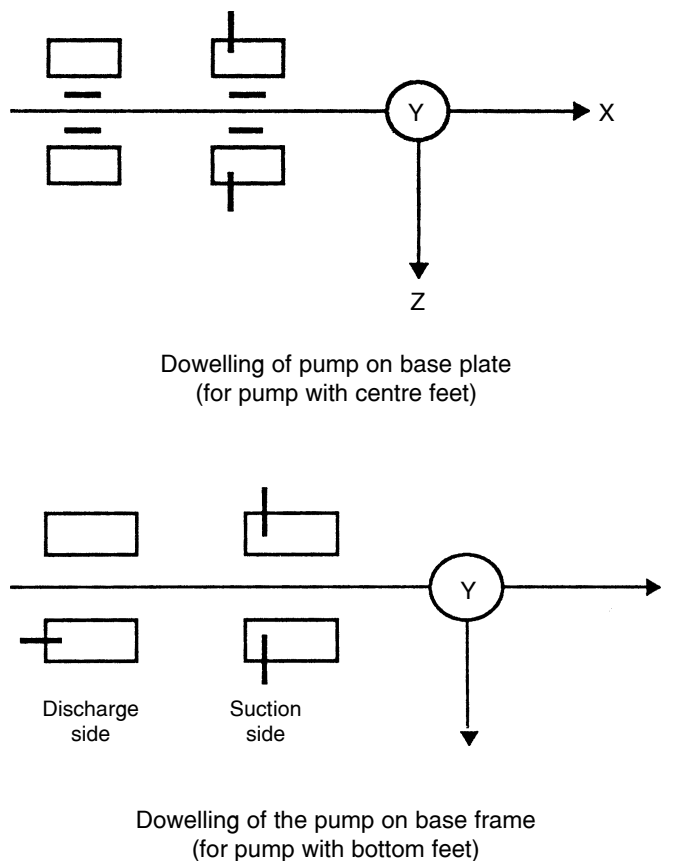 Y
X
Z
Dowelling of pump on base plate
(for pump with centre feet)
Y
Discharge
side
Suction
side
Dowelling of the pump on base frame
(for pump with bottom feet)